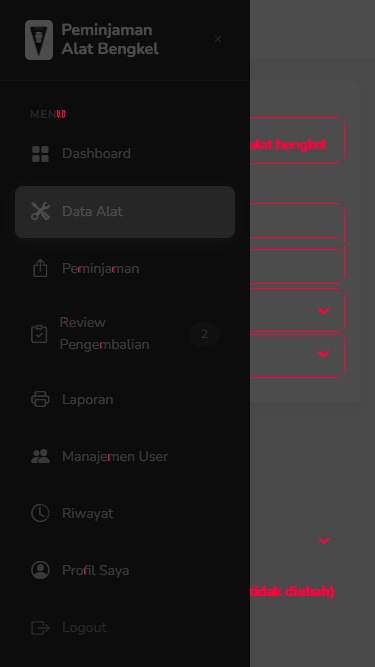 Peminjaman
Alat Bengkel
×
MENU
Dashboard
alat bengkel
Data Alat
Peminjaman
Review
Pengembalian
2
Laporan
Manajemen User
Riwayat
Profil Saya
tidak diubah)
Logout